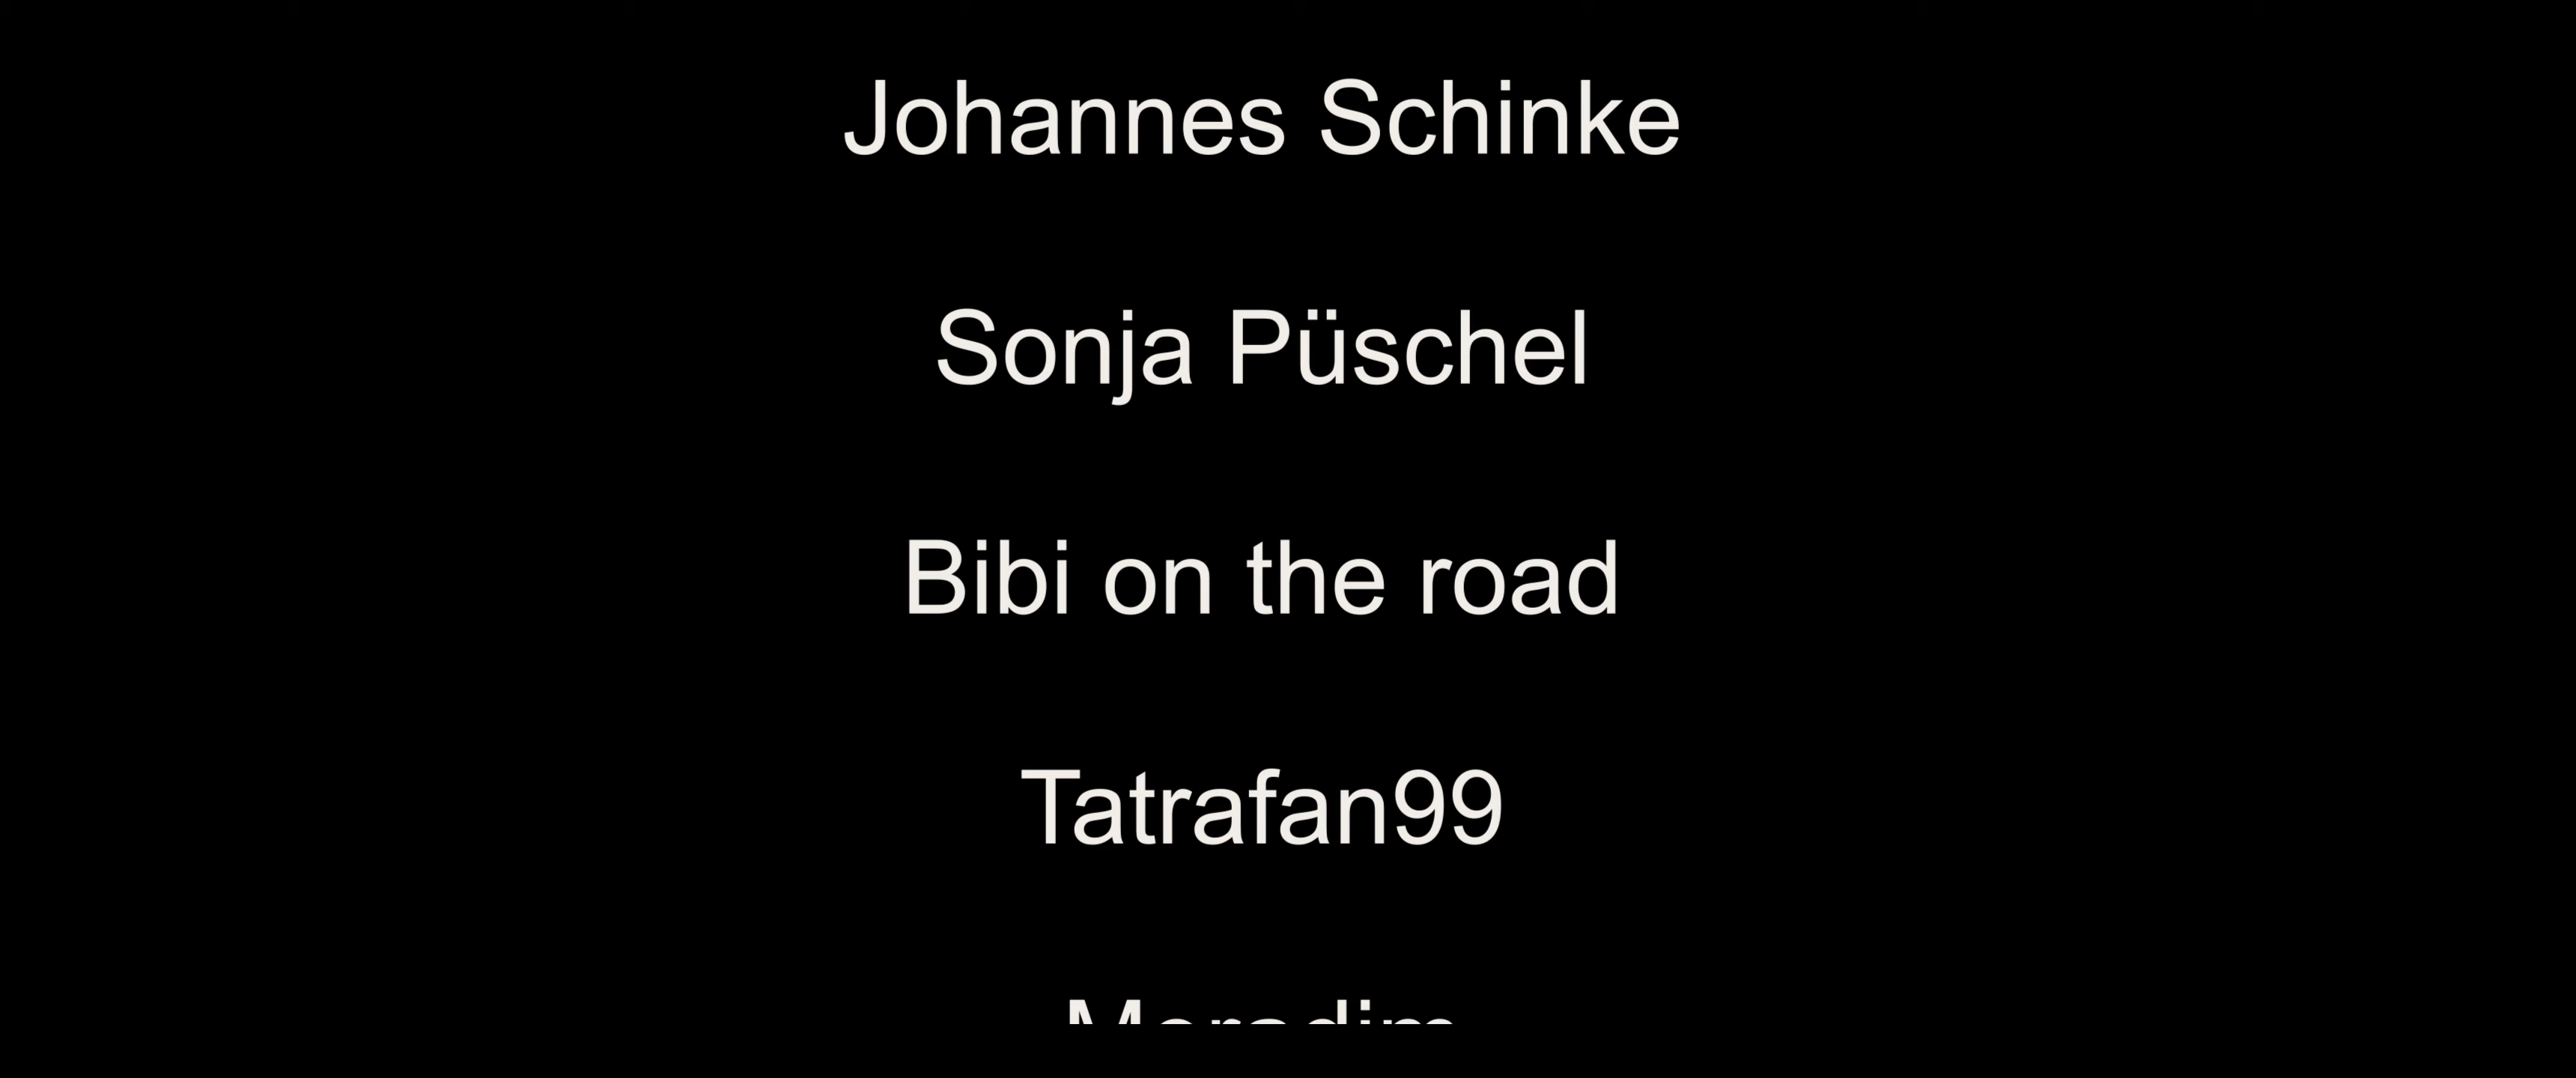 Johannes Schinke
Sonja Püschel
Bibi on the road
Tatrafan99